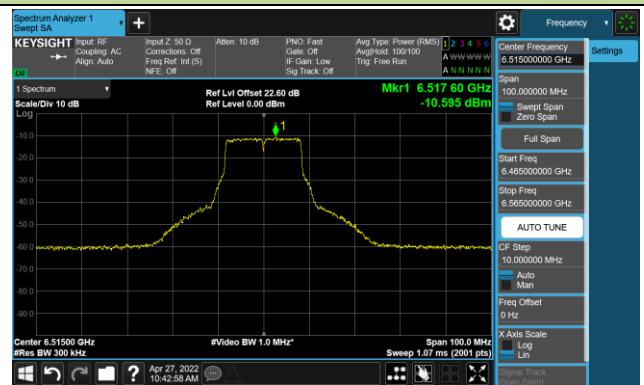 Spectrum Analyzer 1
Swept SA
+
Frequency
KEYSIGHT
Input: RF
Coupling: AC
Align: Auto
Input Z: 50 Ω
Corrections: Off
Freq Ref: Int (S)
NFE: Off
Atten: 10 dB
PNO: Fast
Gate: Off
IF Gain: Low
Sig Track: Off
Avg Type: Power (RMS)
Avg|Hold: 100/100
Trig: Free Run
1 2 3 4 5 6
A W W W W W
A N N N N N
LXI
1 Spectrum
Scale/Div 10 dB
Log
Ref Lvl Offset 22.60 dB
Ref Level 0.00 dBm
Mkr1 6.517 60 GHz
-10.595 dBm
1
-10.0
-20.0
-30.0
-40.0
-50.0
-60.0
-70.0
-80.0
-90.0
Center 6.51500 GHz
#Res BW 300 kHz
#Video BW 1.0 MHz*
Span 100.0 MHz
Sweep 1.07 ms (2001 pts)
Apr 27, 2022
10:42:58 AM
?
Center Frequency
6.515000000 GHz
Settings
Span
100.000000 MHz
Swept Span
Zero Span
Full Span
Start Freq
6.465000000 GHz
Stop Freq
6.565000000 GHz
AUTO TUNE
CF Step
10.000000 MHz
Auto
Man
Freq Offset
0 Hz
X Axis Scale
Log
Lin
Signal Track
(Span Zoom)